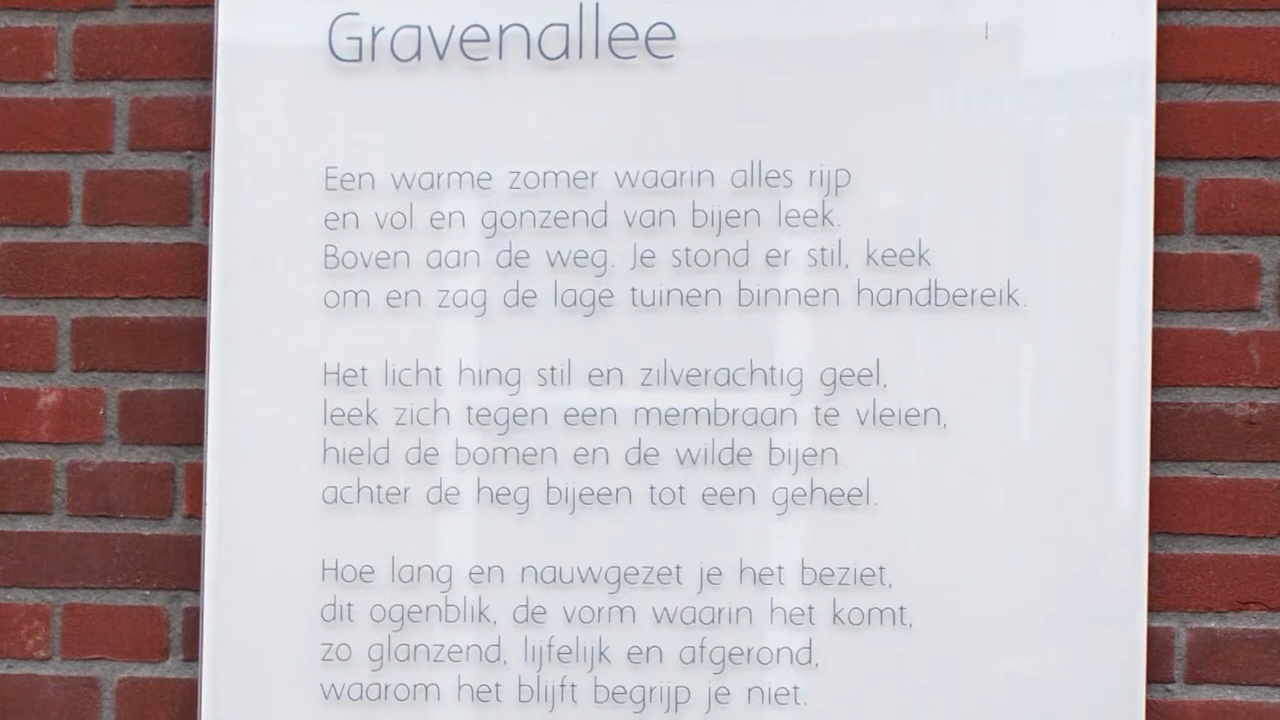 Gravenallee
Een warme zomer waarin alles rijp
en vol en gonzend van bijen leek.
Boven aan de weg. Je stond er stil, keek
om en zag de lage tuinen binnen handbereik.
Het licht hing stil en zilverachtig geel,
leek zich tegen een membraan te vleien,
hield de bomen en de wilde bijen
achter de heg bijeen tot een geheel.
Hoe lang en nauwgezet je het beziet,
dit ogenblik, de vorm waarin het komt,
zo glanzend, lijfelijk en afgerond,
waarom het blijft begrijp je niet.